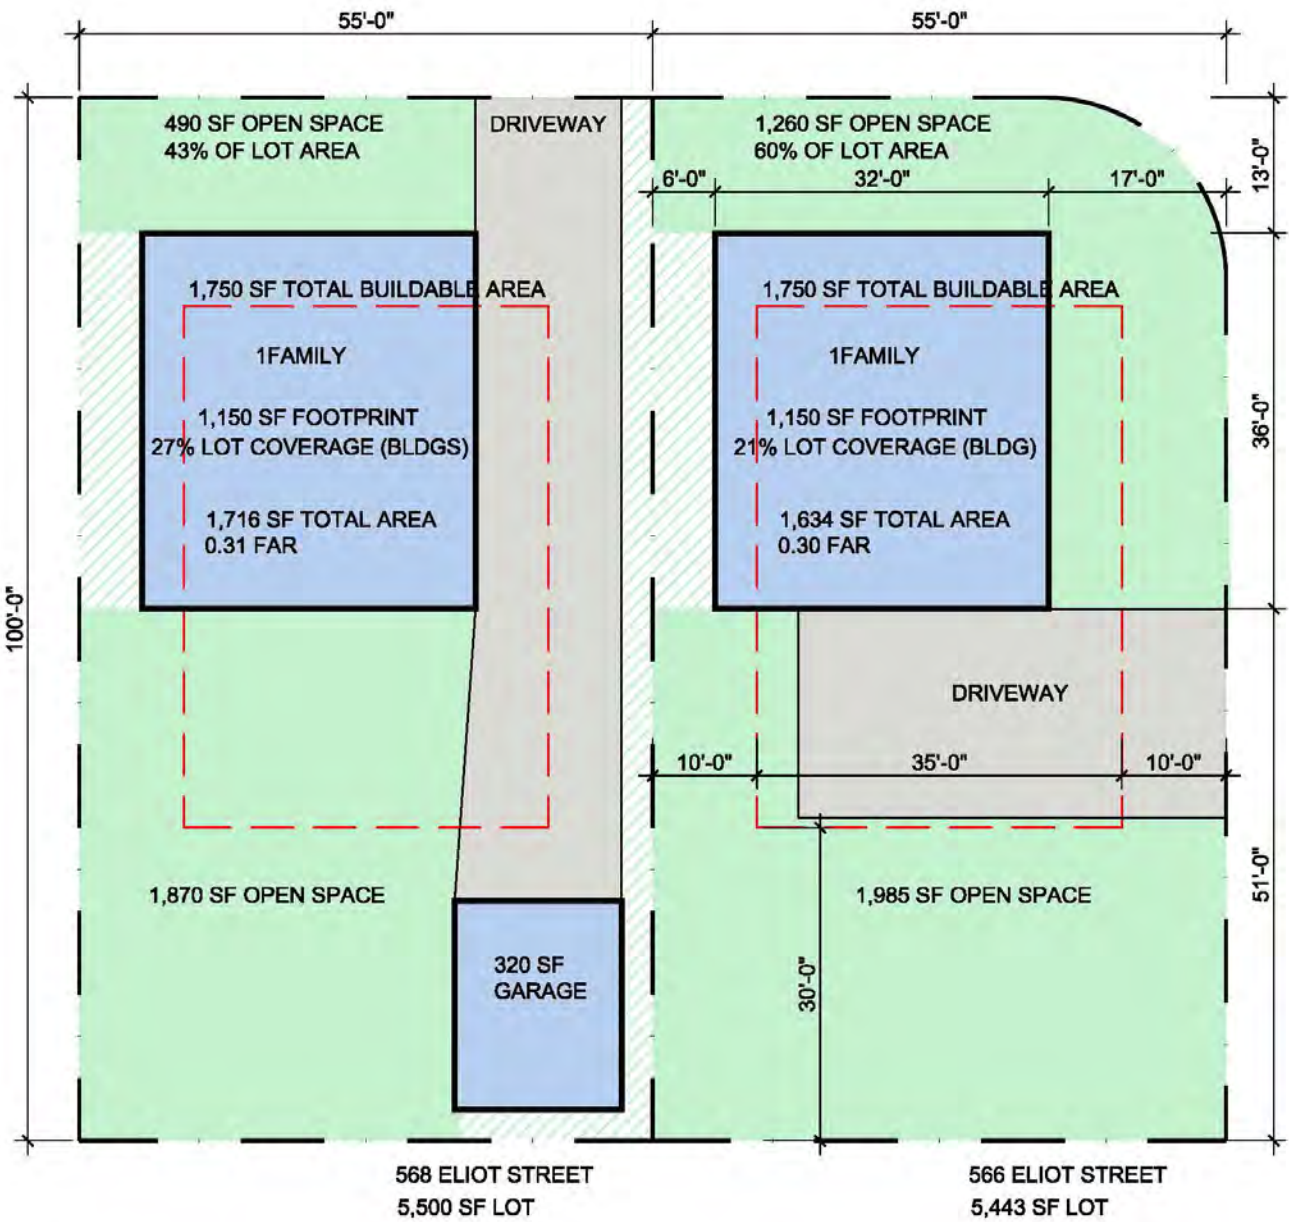 55'-0"
55'-0"
490 SF OPEN SPACE
43% OF LOT AREA
DRIVEWAY
1,260 SF OPEN SPACE
60% OF LOT AREA
6'-0"
32'-0"
17'-0"
13'-0"
1,750 SF TOTAL BUILDABLE AREA
1,750 SF TOTAL BUILDABLE AREA
1FAMILY
1FAMILY
1,150 SF FOOTPRINT
27% LOT COVERAGE (BLDGS)
1,150 SF FOOTPRINT
21% LOT COVERAGE (BLDG)
36'-0"
1,716 SF TOTAL AREA
0.31 FAR
1,634 SF TOTAL AREA
0.30 FAR
100'-0"
DRIVEWAY
10'-0"
35'-0"
10'-0"
1,870 SF OPEN SPACE
1,985 SF OPEN SPACE
51'-0"
320 SF
GARAGE
30'-0"
568 ELIOT STREET
5,500 SF LOT
566 ELIOT STREET
5,443 SF LOT